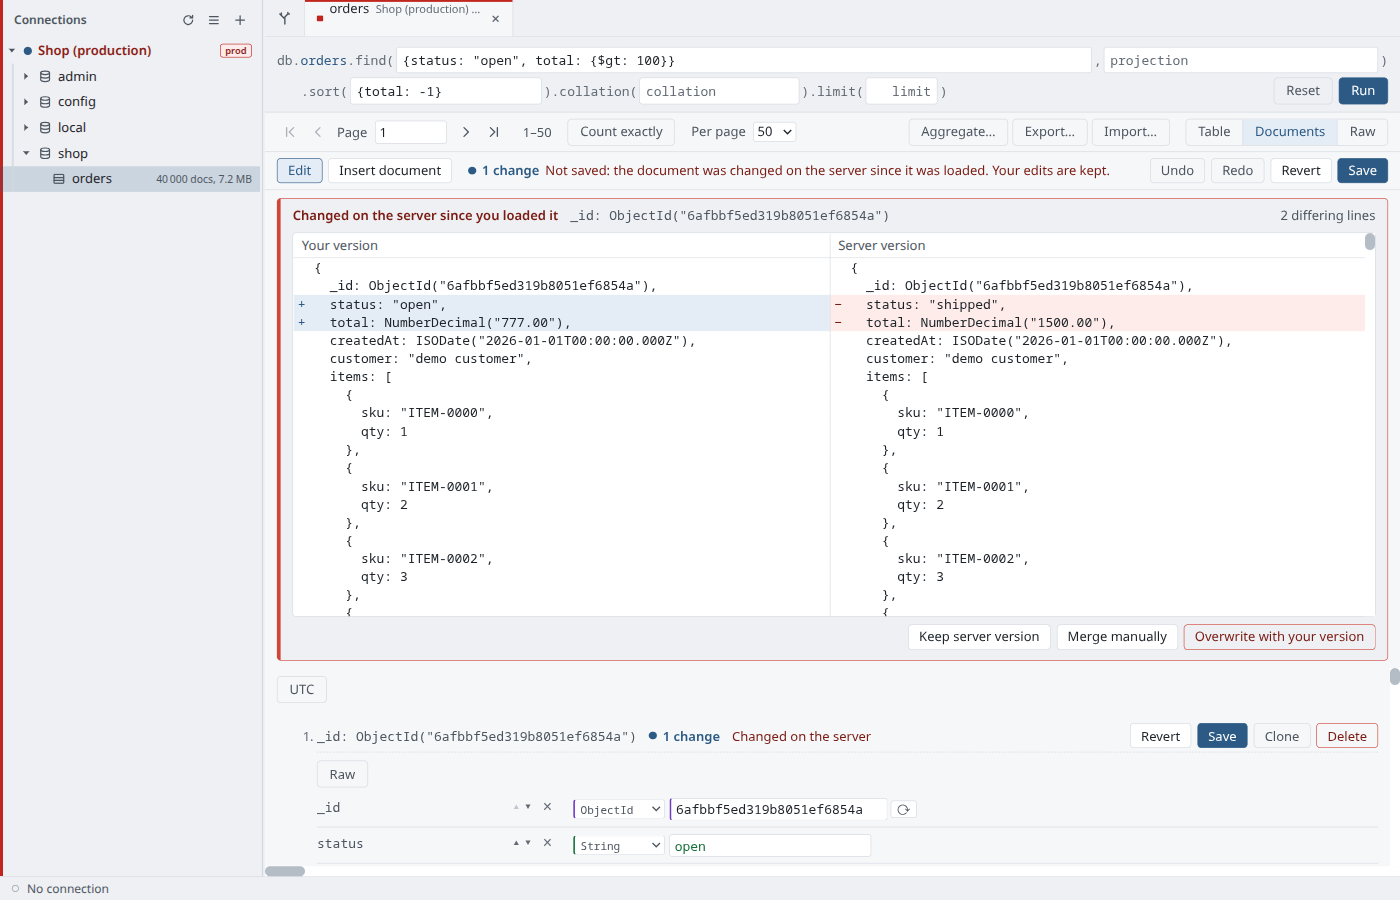 Connections
orders Shop (production) ...
Shop (production) prod
admin
config
local
shop
orders 40 000 docs, 7.2 MB
db.orders.find( {status: "open", total: {$gt: 100}} , projection )
.sort( {total: -1} ).collation( collation ).limit( limit )
Reset Run
Page 1 1–50 Count exactly Per page 50 Aggregate... Export... Import... Table Documents Raw
Edit Insert document 1 change Not saved: the document was changed on the server since it was loaded. Your edits are kept. Undo Redo Revert Save
Changed on the server since you loaded it _id: ObjectId("6afbbf5ed319b8051ef6854a") 2 differing lines
Your version Server version
{ {
_id: ObjectId("6afbbf5ed319b8051ef6854a"), _id: ObjectId("6afbbf5ed319b8051ef6854a"),
+ status: "open", − status: "shipped",
+ total: NumberDecimal("777.00"), − total: NumberDecimal("1500.00"),
createdAt: ISODate("2026-01-01T00:00:00.000Z"), createdAt: ISODate("2026-01-01T00:00:00.000Z"),
customer: "demo customer", customer: "demo customer",
items: [ items: [
{ {
sku: "ITEM-0000", sku: "ITEM-0000",
qty: 1 qty: 1
}, },
{ {
sku: "ITEM-0001", sku: "ITEM-0001",
qty: 2 qty: 2
}, },
{ {
sku: "ITEM-0002", sku: "ITEM-0002",
qty: 3 qty: 3
}, },
{ {
Keep server version Merge manually Overwrite with your version
UTC
1. _id: ObjectId("6afbbf5ed319b8051ef6854a") 1 change Changed on the server Revert Save Clone Delete
Raw
_id ObjectId 6afbbf5ed319b8051ef6854a
status String open
No connection